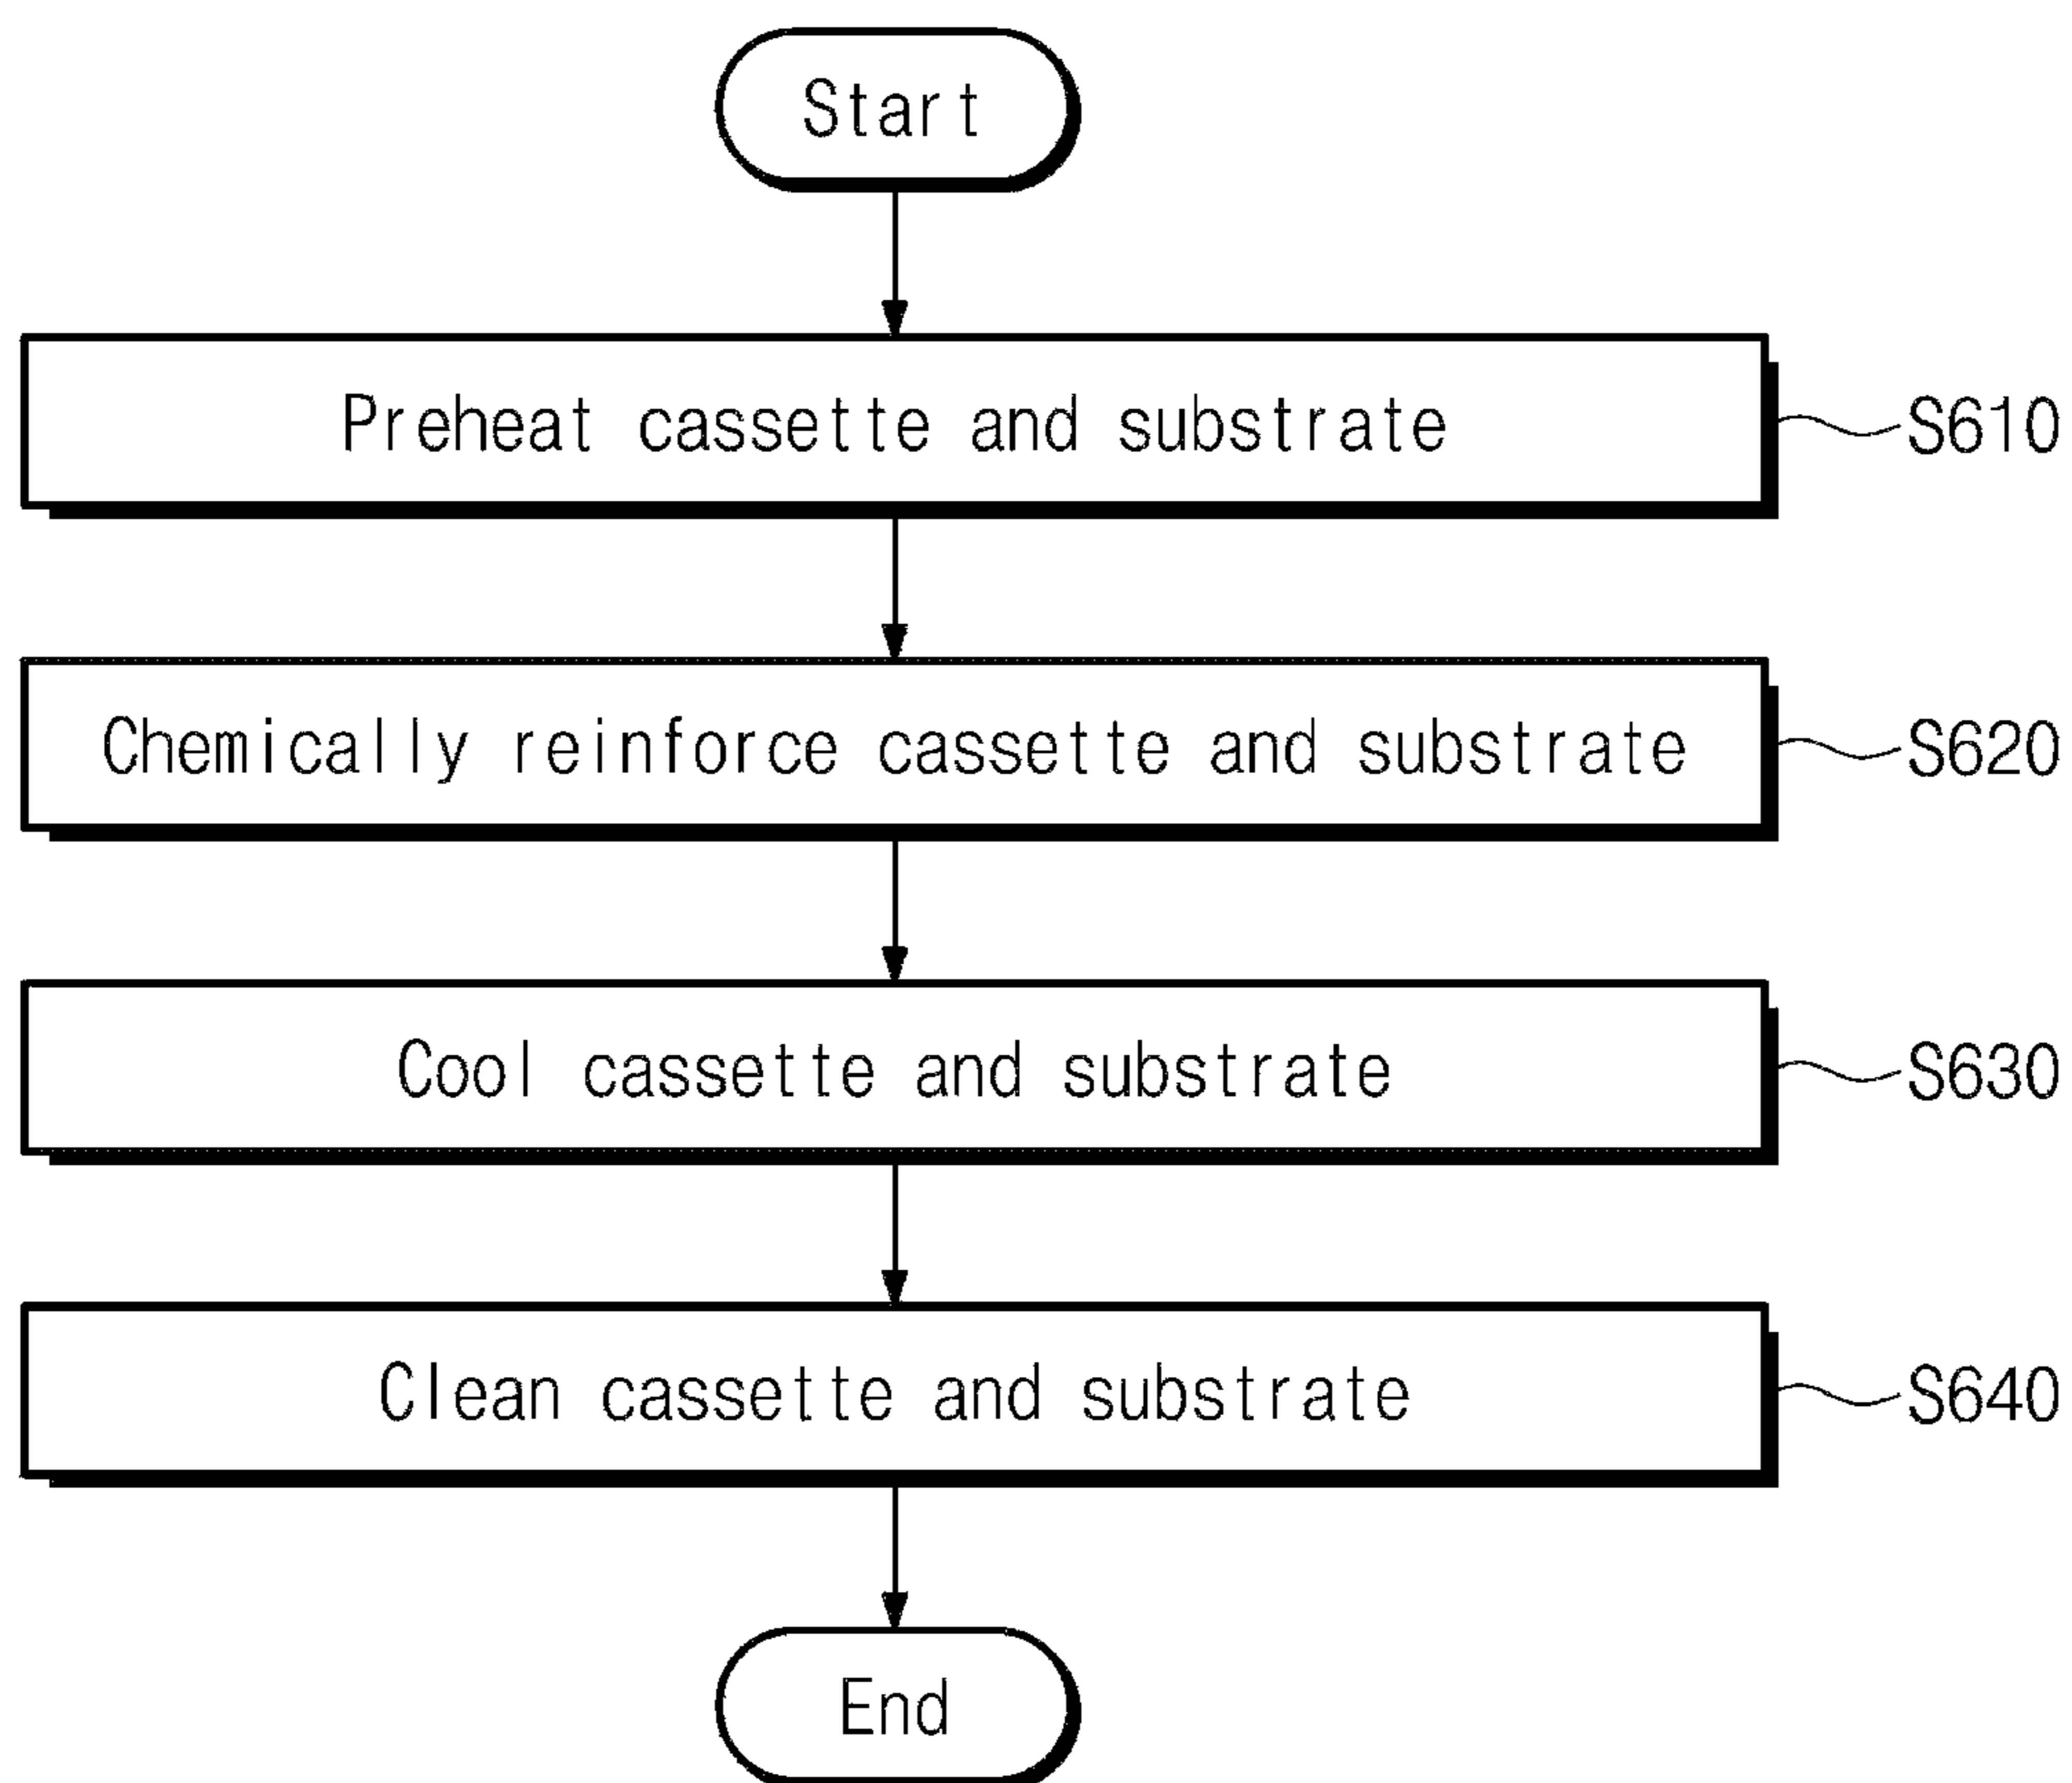 Start
Preheat cassette and substrate
S610
Chemically reinforce cassette and substrate
S620
Cool cassette and substrate
S630
Clean cassette and substrate
S640
End